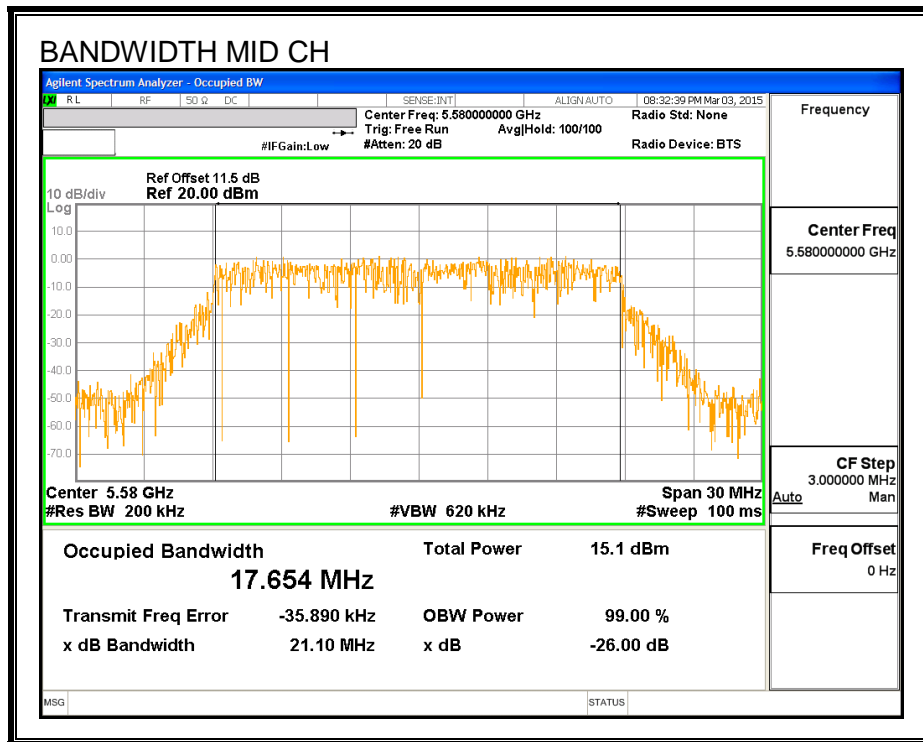 BANDWIDTH MID CH
Agilent Spectrum Analyzer - Occupied BW
LXI RL RF 50 Ω DC SENSE:INT ALIGN AUTO 08:32:39 PM Mar 03, 2015
Center Freq: 5.580000000 GHz Radio Std: None
Trig: Free Run Avg|Hold: 100/100
#IFGain:Low #Atten: 20 dB Radio Device: BTS
Frequency
Ref Offset 11.5 dB
10 dB/div Ref 20.00 dBm
Log
10.0
0.00
-10.0
-20.0
-30.0
-40.0
-50.0
-60.0
-70.0
Center 5.58 GHz Span 30 MHz
#Res BW 200 kHz #VBW 620 kHz #Sweep 100 ms
Center Freq
5.580000000 GHz
CF Step
3.000000 MHz
Auto Man
Freq Offset
0 Hz
Occupied Bandwidth Total Power 15.1 dBm
17.654 MHz
Transmit Freq Error -35.890 kHz OBW Power 99.00 %
x dB Bandwidth 21.10 MHz x dB -26.00 dB
MSG STATUS